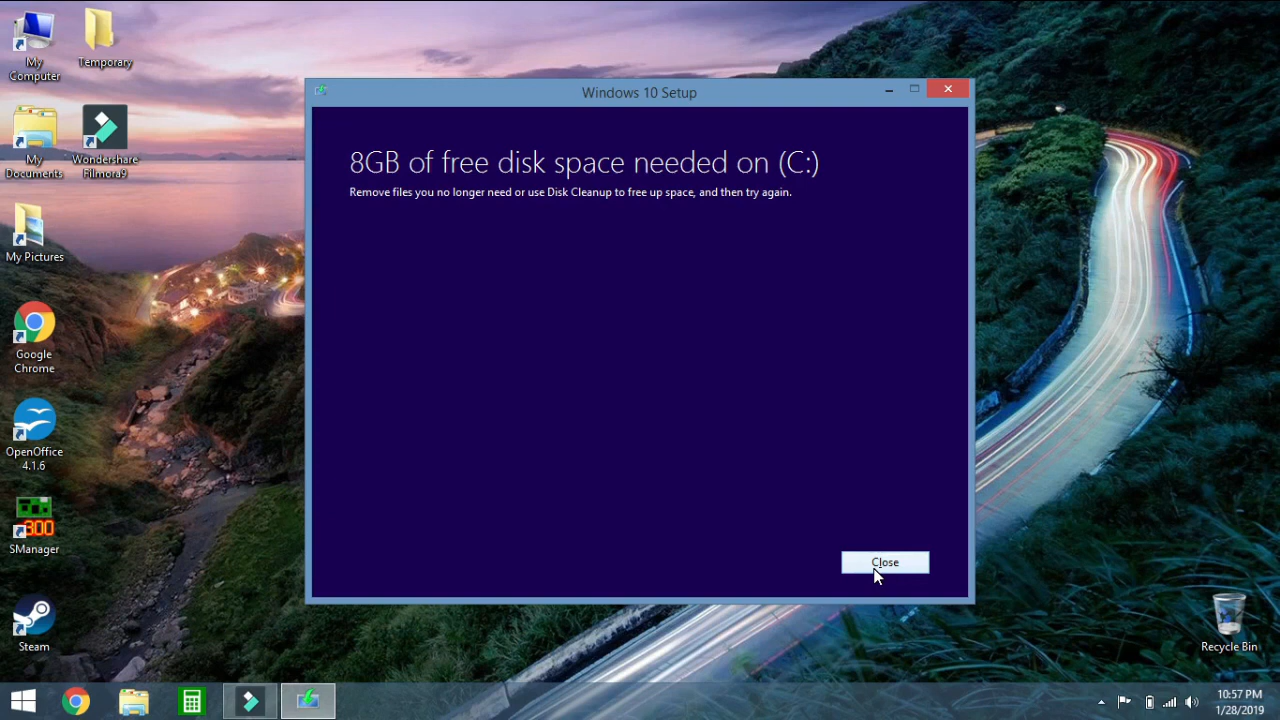 My
Computer
Temporary
My
Documents
Wondershare
Filmora9
My Pictures
Google
Chrome
OpenOffice
4.1.6
300
SManager
Steam
Windows 10 Setup
8GB of free disk space needed on (C:)
Remove files you no longer need or use Disk Cleanup to free up space, and then try again.
Close
Recycle Bin
10:57 PM
1/28/2019